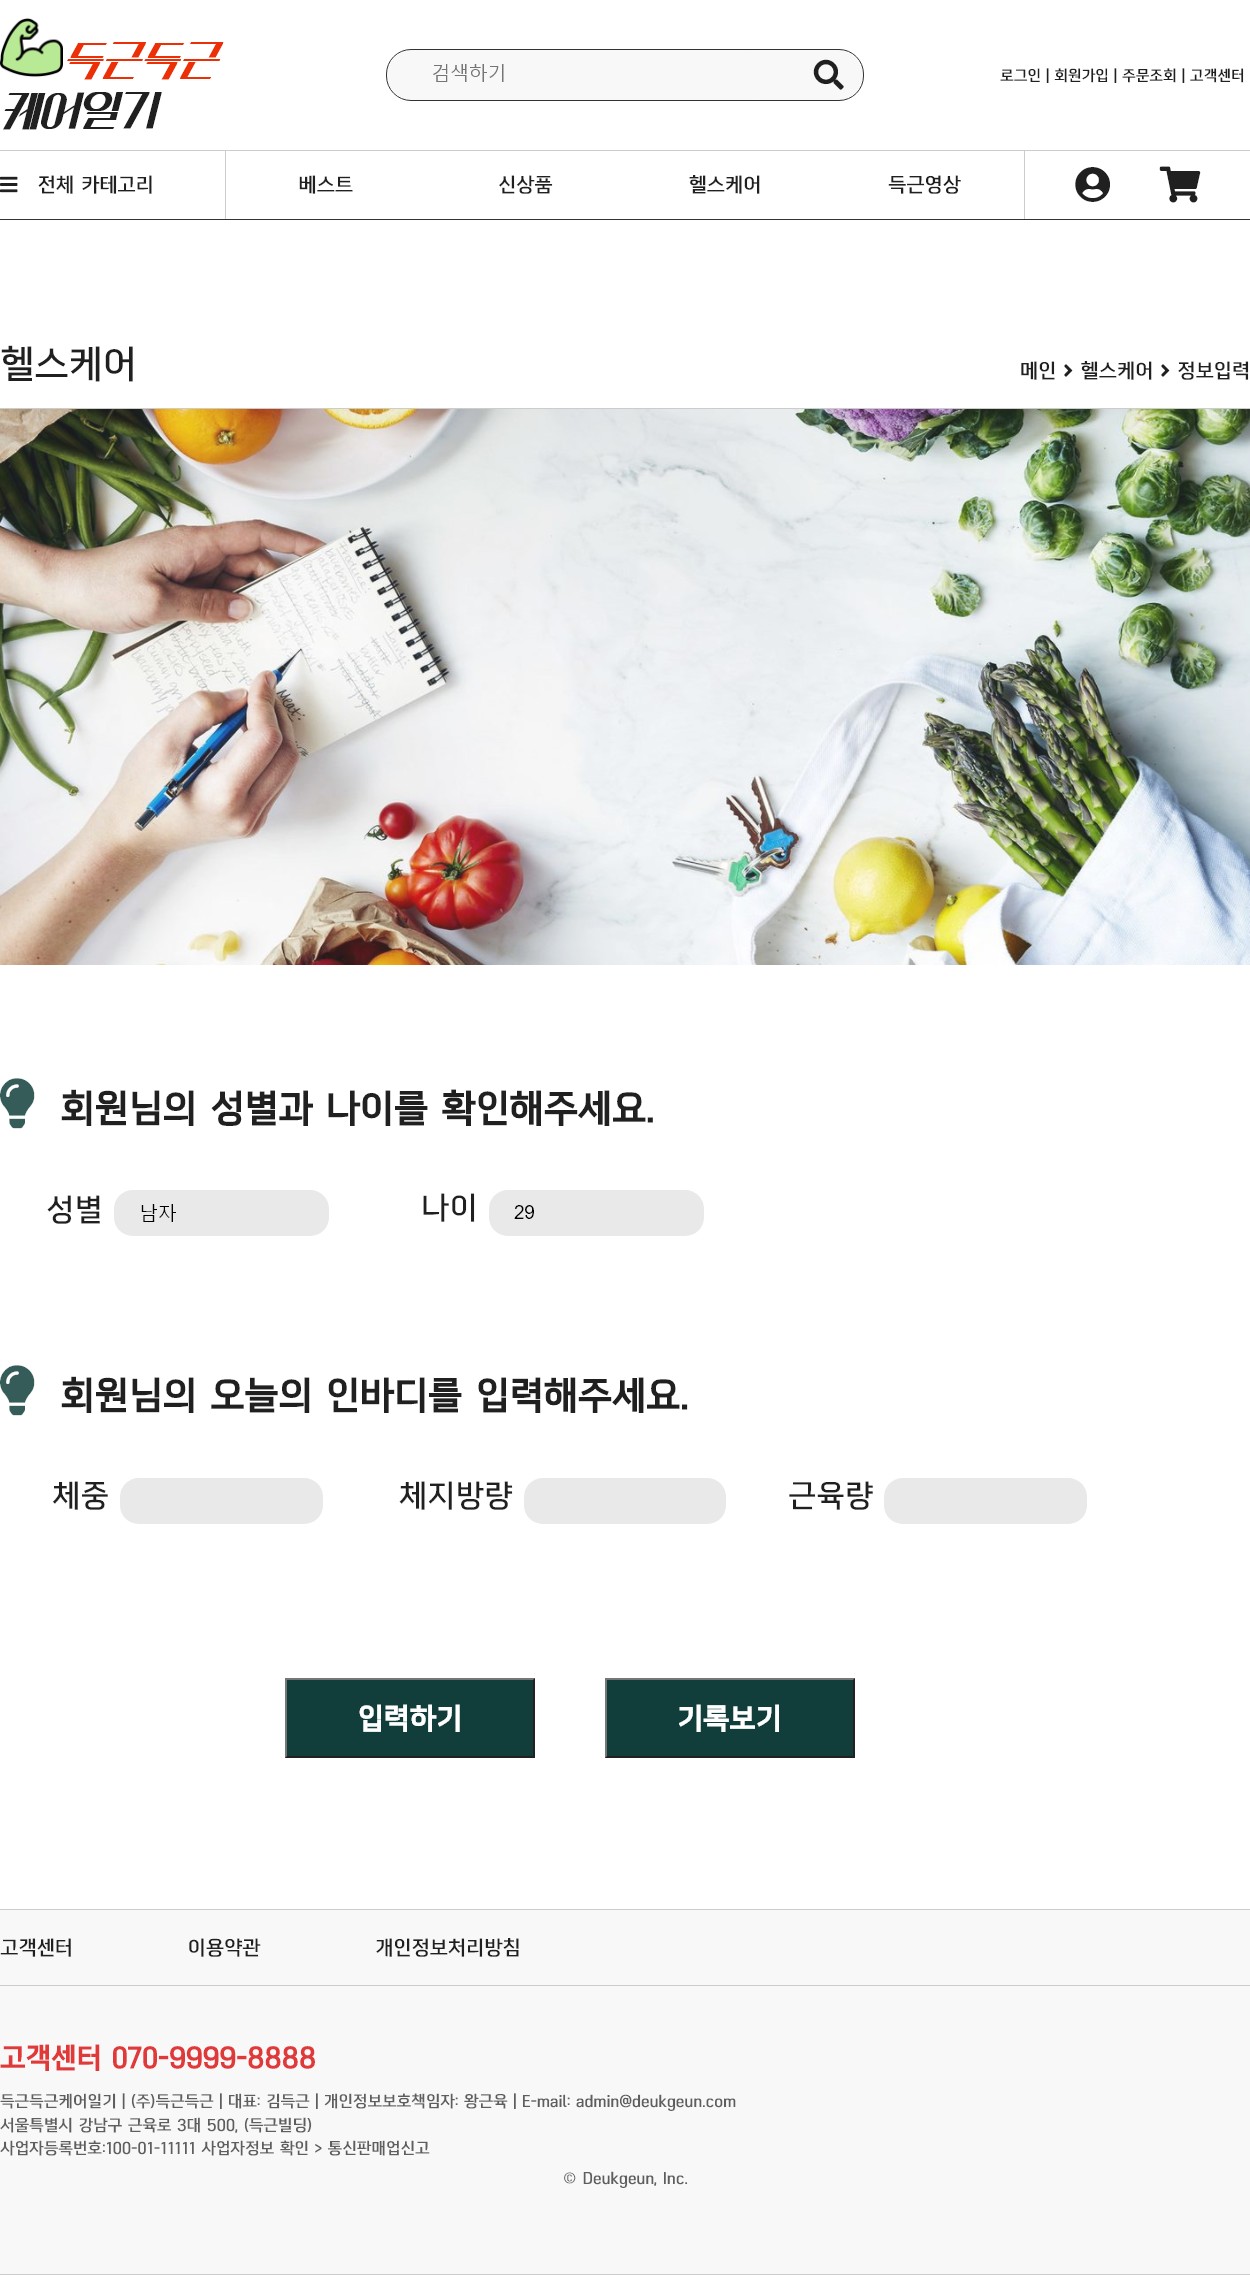 득근득근
케어일기
검색하기
로그인 | 회원가입 | 주문조회 | 고객센터
전체 카테고리
베스트
신상품
헬스케어
득근영상
헬스케어
메인 > 헬스케어 > 정보입력
Meat:
회원님의 성별과 나이를 확인해주세요.
성별 남자
나이 29
회원님의 오늘의 인바디를 입력해주세요.
체중
체지방량
근육량
입력하기
기록보기
고객센터
이용약관
개인정보처리방침
고객센터 070-9999-8888
득근득근케어일기 | (주)득근득근 | 대표: 김득근 | 개인정보보호책임자: 왕근육 | E-mail: admin@deukgeun.com
서울특별시 강남구 근육로 3대 500, (득근빌딩)
사업자등록번호:100-01-11111 사업자정보 확인 > 통신판매업신고
© Deukgeun, Inc.